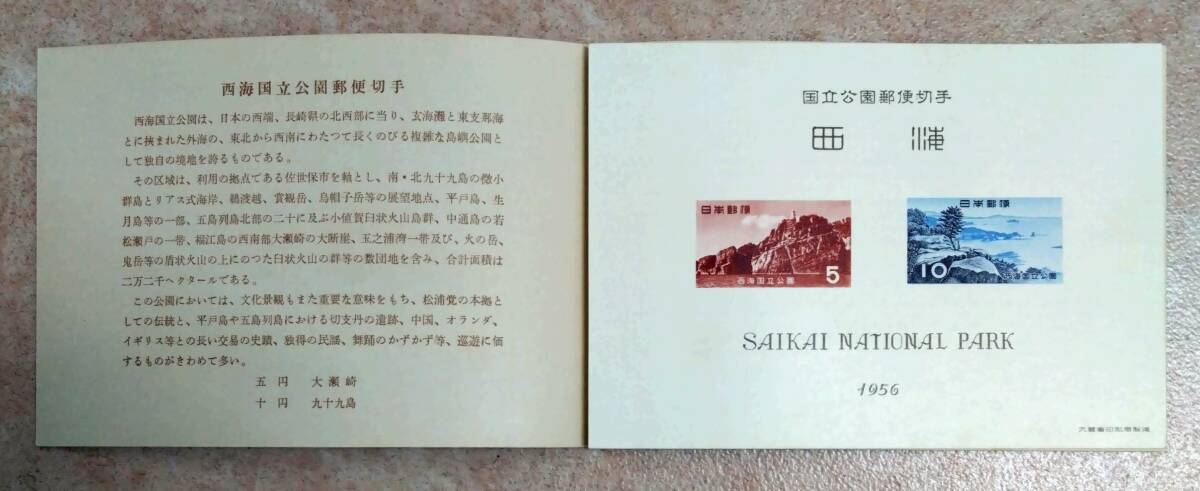 西海国立公園郵便切手
西海国立公園は、日本の西端、長崎県の北西部に当り、玄海灘と東支那海
とに挾まれた外海の、東北から西南にわたつて長くのびる複雑な島嶼公園と
して独自の境地を誇るものである。
その区域は、利用の拠点である佐世保市を軸とし、南・北九十九島の微小
群島とリアス式海岸、鵜渡越、賞観岳、烏帽子岳等の展望地点、平戸島、生
月島等の一部、五島列島北部の二十に及ぶ小値賀臼状火山島群、中通島の若
松瀬戸の一帯、福江島の西南部大瀬崎の大断崖、玉之浦湾一帯及び、火の岳、
鬼岳等の盾状火山の上にのつた臼状火山の群等の数団地を含み、合計面積は
二万二千ヘクタールである。
この公園においては、文化景観もまた重要な意味をもち、松浦党の本拠と
しての伝統と、平戸島や五島列島における切支丹の遺跡、中国、オランダ、
イギリス等との長い交易の史蹟、独得の民謡、舞踊のかずかず等、巡遊に価
するものがきわめて多い。
五円 大瀬崎
十円 九十九島
国立公園郵便切手
西海
日本郵便
5
西海国立公園
日本郵便
10
西海国立公園
SAIKAI NATIONAL PARK
1956
大蔵省印刷局製造